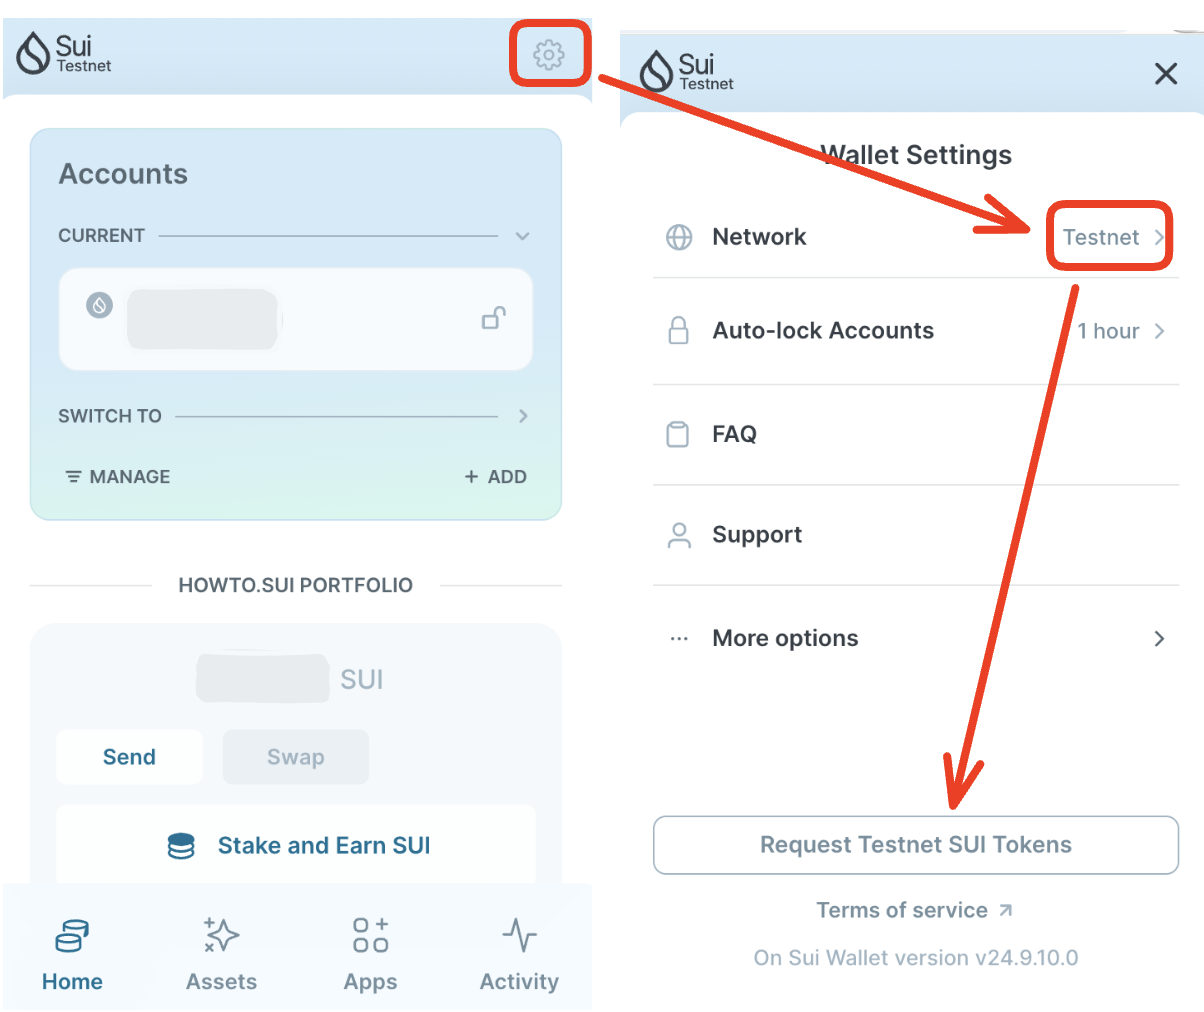 Sui
Testnet
Accounts
CURRENT
SWITCH TO
MANAGE
+ ADD
HOWTO.SUI PORTFOLIO
SUI
Send
Swap
Stake and Earn SUI
Home
Assets
Apps
Activity
Sui
Testnet
Wallet Settings
Network
Testnet
Auto-lock Accounts
1 hour
FAQ
Support
More options
Request Testnet SUI Tokens
Terms of service
On Sui Wallet version v24.9.10.0